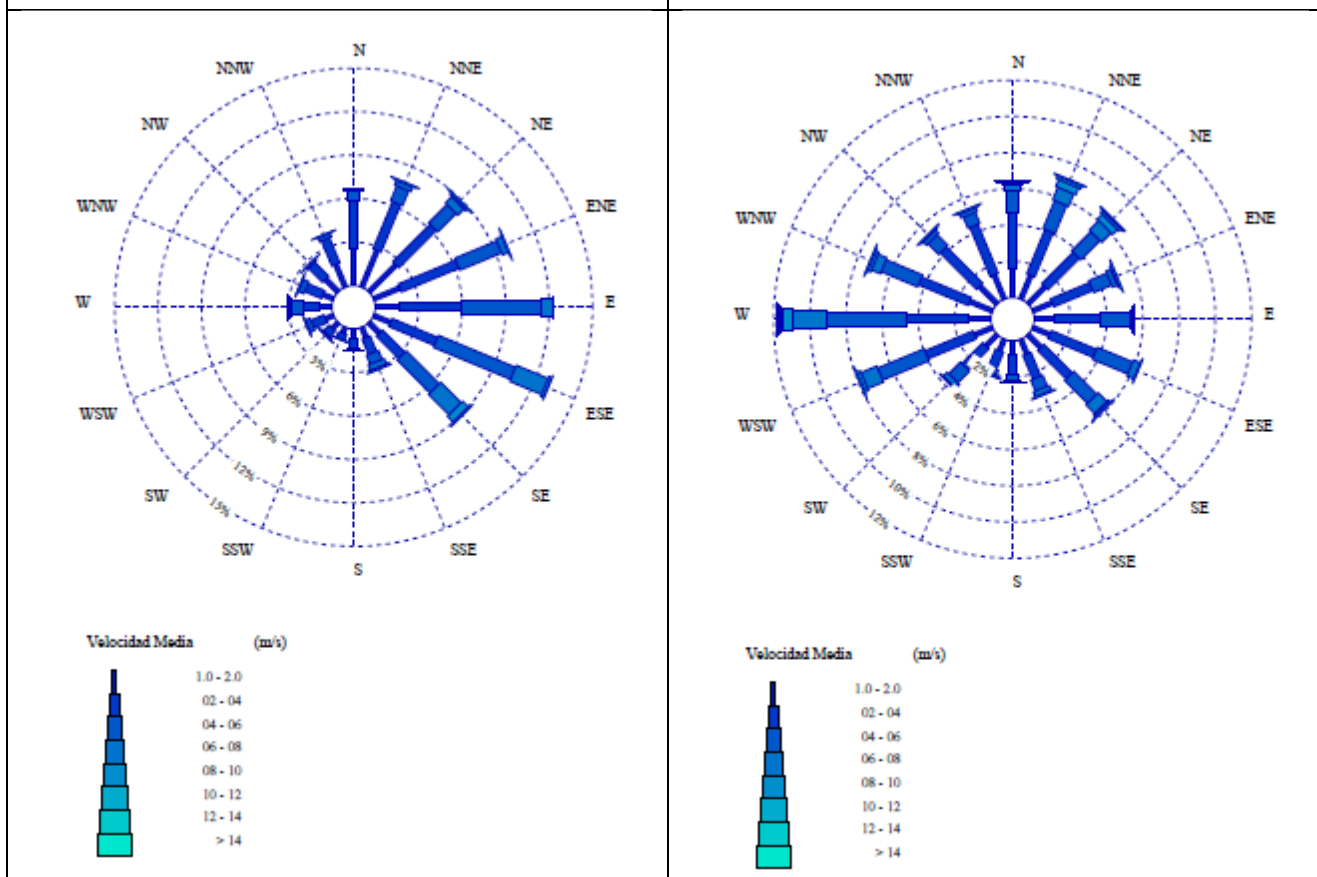 N
NNW
NNE
NW
NE
WNW
ENE
W
E
3%
6%
WSW
ESE
9%
12%
15%
SW
SE
SSW
SSE
S
Velocidad Media (m/s)
1.0 - 2.0
02 - 04
04 - 06
06 - 08
08 - 10
10 - 12
12 - 14
> 14
N
NNW
NNE
NW
NE
WNW
ENE
W
E
2%
4%
WSW
ESE
6%
8%
10%
12%
SW
SE
SSW
SSE
S
Velocidad Media (m/s)
1.0 - 2.0
02 - 04
04 - 06
06 - 08
08 - 10
10 - 12
12 - 14
> 14